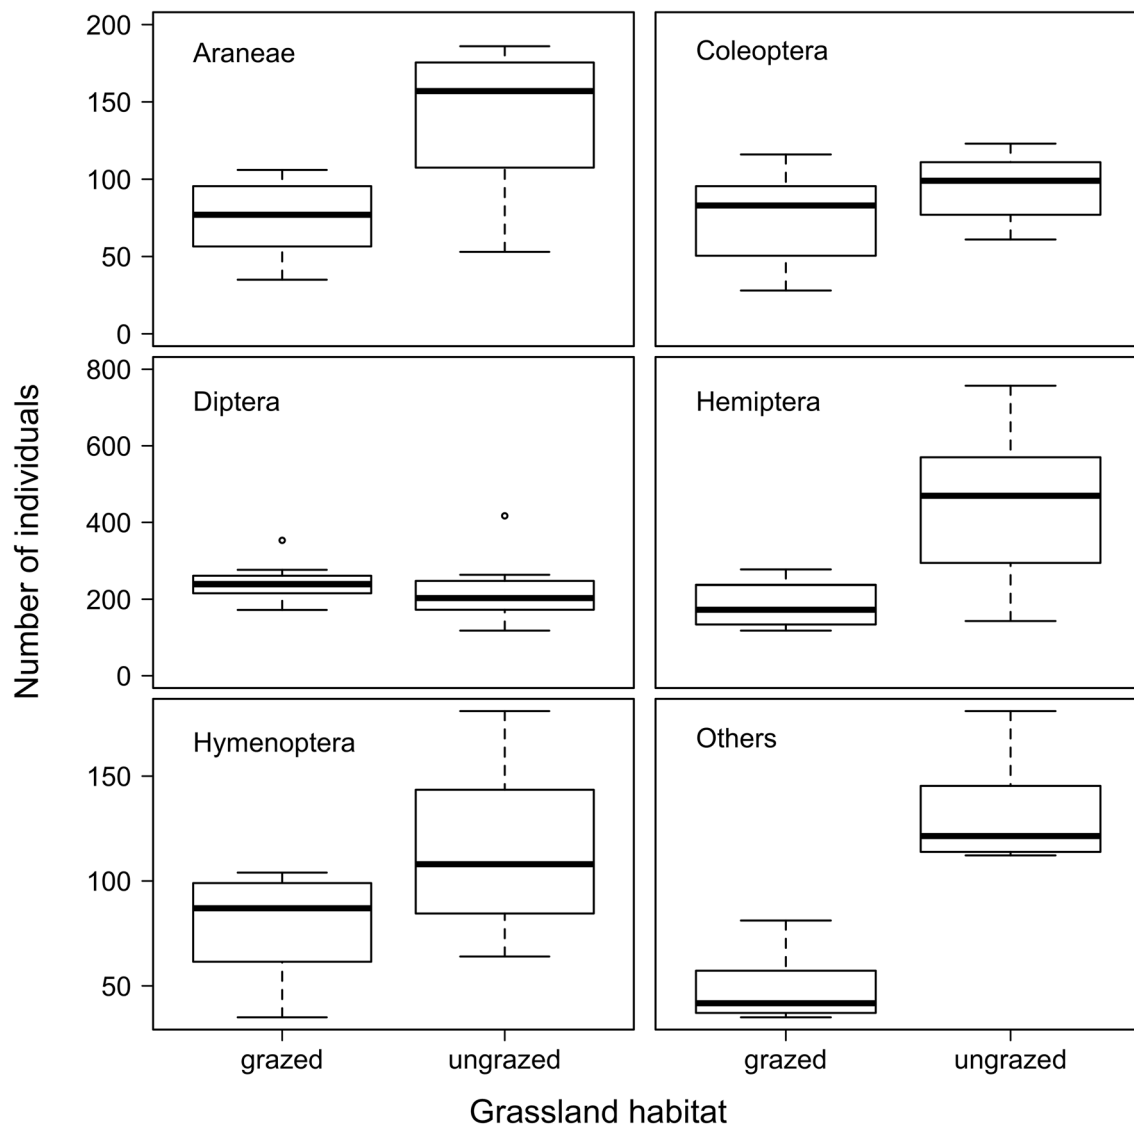 Number of individuals
200
150
100
50
0
Araneae
Coleoptera
800
600
400
200
0
Diptera
Hemiptera
150
100
50
Hymenoptera
Others
grazed
ungrazed
grazed
ungrazed
Grassland habitat